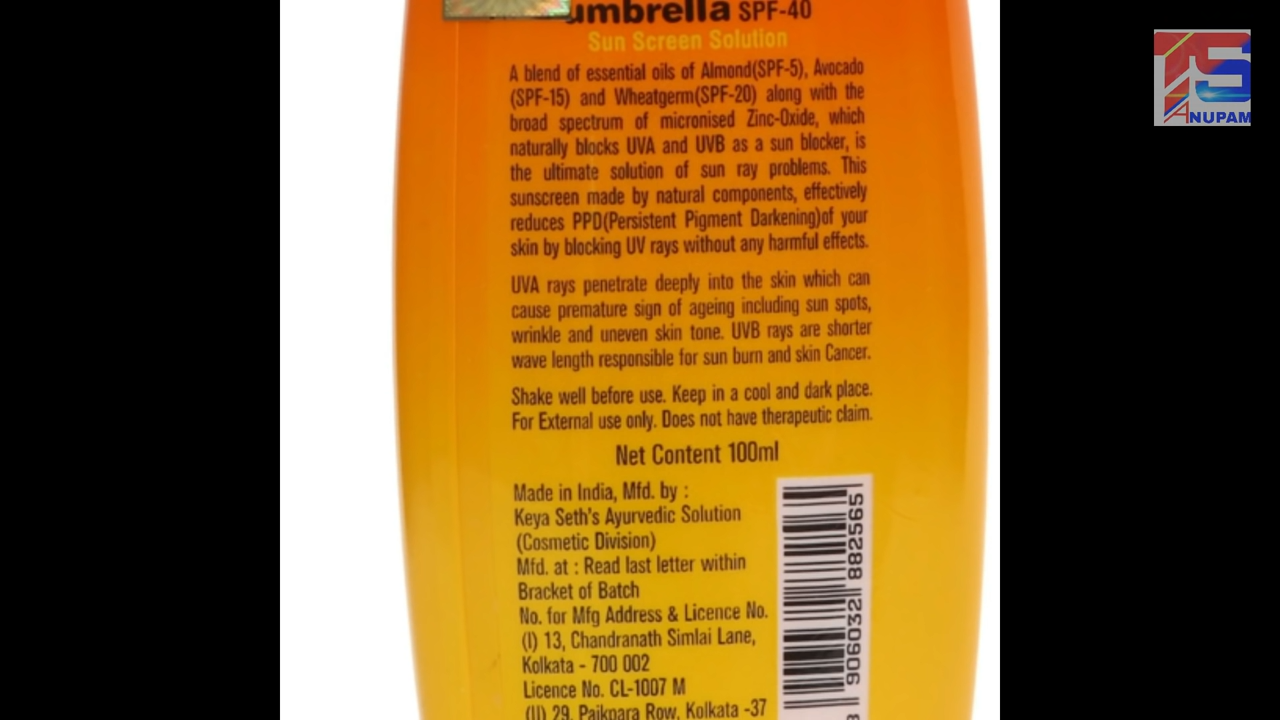 umbrella SPF-40
Sun Screen Solution
A blend of essential oils of Almond(SPF-5), Avocado
(SPF-15) and Wheatgerm(SPF-20) along with the
broad spectrum of micronised Zinc-Oxide, which
naturally blocks UVA and UVB as a sun blocker, is
the ultimate solution of sun ray problems. This
sunscreen made by natural components, effectively
reduces PPD(Persistent Pigment Darkening)of your
skin by blocking UV rays without any harmful effects.
UVA rays penetrate deeply into the skin which can
cause premature sign of ageing including sun spots,
wrinkle and uneven skin tone. UVB rays are shorter
wave length responsible for sun burn and skin Cancer.
Shake well before use. Keep in a cool and dark place.
For External use only. Does not have therapeutic claim.
Net Content 100ml
Made in India, Mfd. by :
Keya Seth's Ayurvedic Solution
(Cosmetic Division)
Mfd. at : Read last letter within
Bracket of Batch
No. for Mfg Address & Licence No.
(I) 13, Chandranath Simlai Lane,
Kolkata - 700 002
Licence No. CL-1007 M
(II) 29, Paikpara Row, Kolkata -37
8 906032 882565
AS
ANUPAM